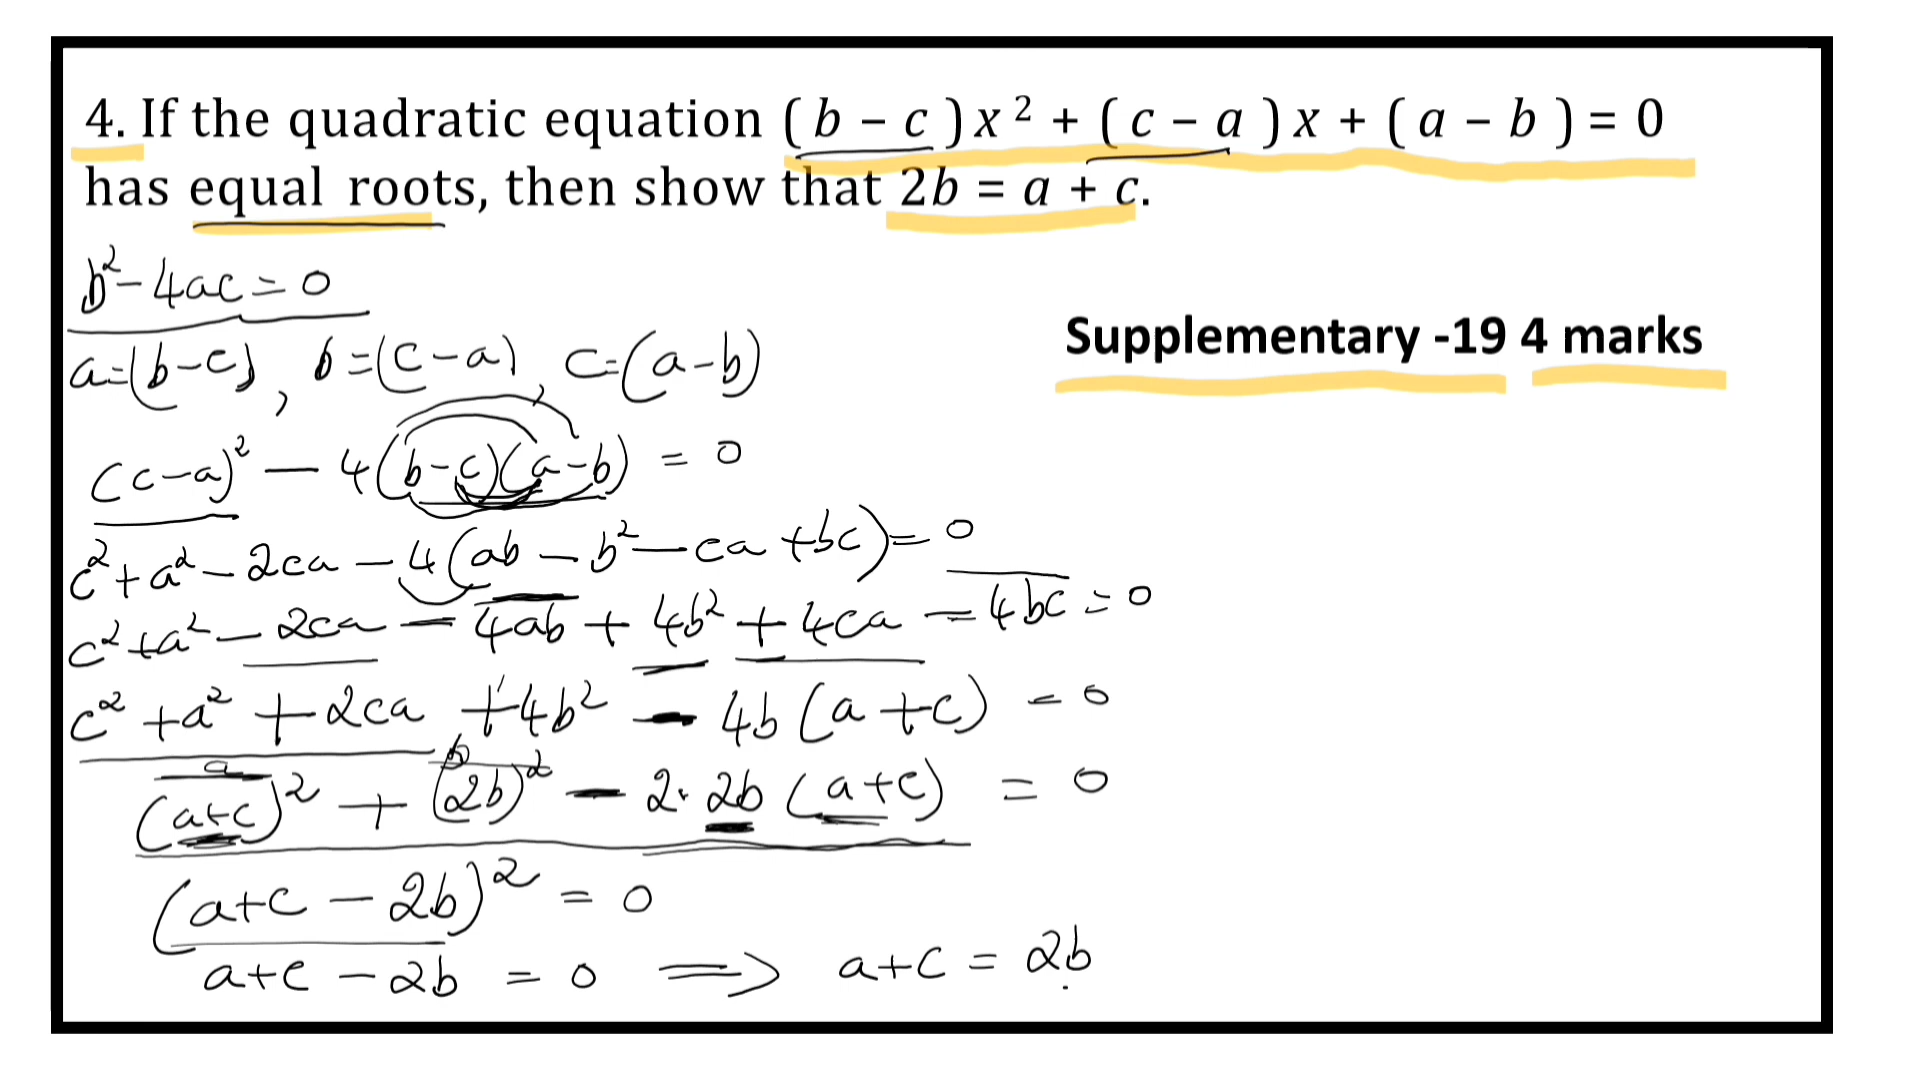 4. If the quadratic equation ( b − c ) x² + ( c − a ) x + ( a − b ) = 0
has equal roots, then show that 2b = a + c.
b² − 4ac = 0
Supplementary -19 4 marks
a=(b−c), b=(c−a), c=(a−b)
(c−a)² − 4(b−c)(a−b) = 0
c²+a²−2ca−4(ab−b²−ca+bc)=0
c²+a²−2ca−4ab+4b²+4ca−4bc=0
c²+a²+2ca+4b²−4b(a+c) = 0
a b
(a+c)²+(2b)²−2·2b(a+c) = 0
(a+c−2b)² = 0
a+c−2b = 0 ⟹ a+c = 2b